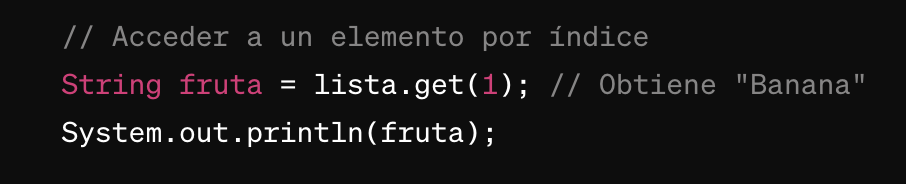 // Acceder a un elemento por índice
String fruta = lista.get(1); // Obtiene "Banana"
System.out.println(fruta);